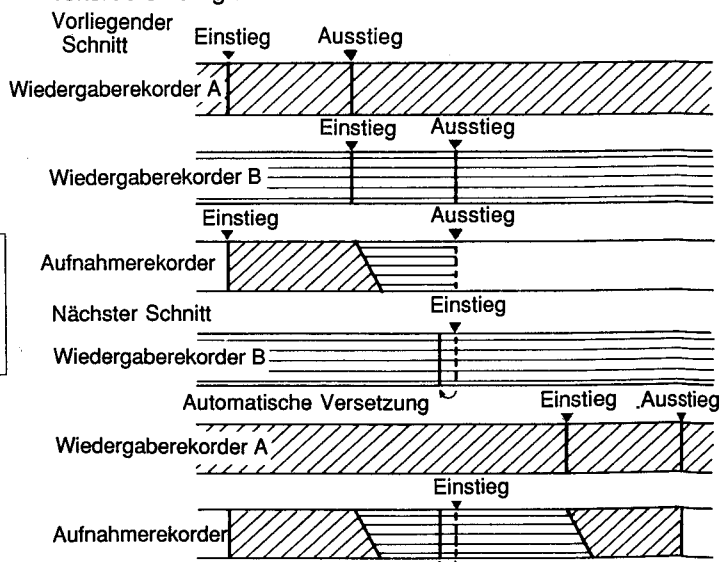 Vorliegender
Schnitt
Einstieg Ausstieg
Wiedergaberekorder A
Einstieg Ausstieg
Wiedergaberekorder B
Einstieg Ausstieg
Aufnahmerekorder
Nächster Schnitt
Einstieg
Wiedergaberekorder B
Automatische Versetzung
Einstieg Ausstieg
Wiedergaberekorder A
Einstieg
Aufnahmerekorder